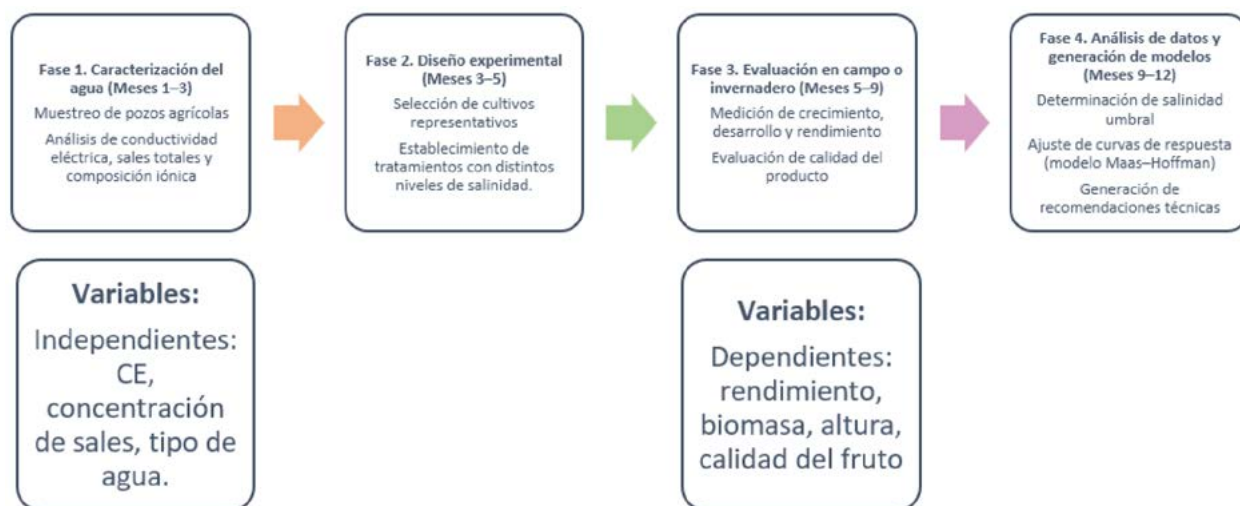 Fase 1. Caracterización del
agua (Meses 1–3)
Muestreo de pozos agrícolas
Análisis de conductividad
eléctrica, sales totales y
composición iónica
Fase 2. Diseño experimental
(Meses 3–5)
Selección de cultivos
representativos
Establecimiento de
tratamientos con distintos
niveles de salinidad.
Fase 3. Evaluación en campo o
invernadero (Meses 5–9)
Medición de crecimiento,
desarrollo y rendimiento
Evaluación de calidad del
producto
Fase 4. Análisis de datos y
generación de modelos
(Meses 9–12)
Determinación de salinidad
umbral
Ajuste de curvas de respuesta
(modelo Maas–Hoffman)
Generación de
recomendaciones técnicas
Variables:
Independientes:
CE,
concentración
de sales, tipo de
agua.
Variables:
Dependientes:
rendimiento,
biomasa, altura,
calidad del fruto